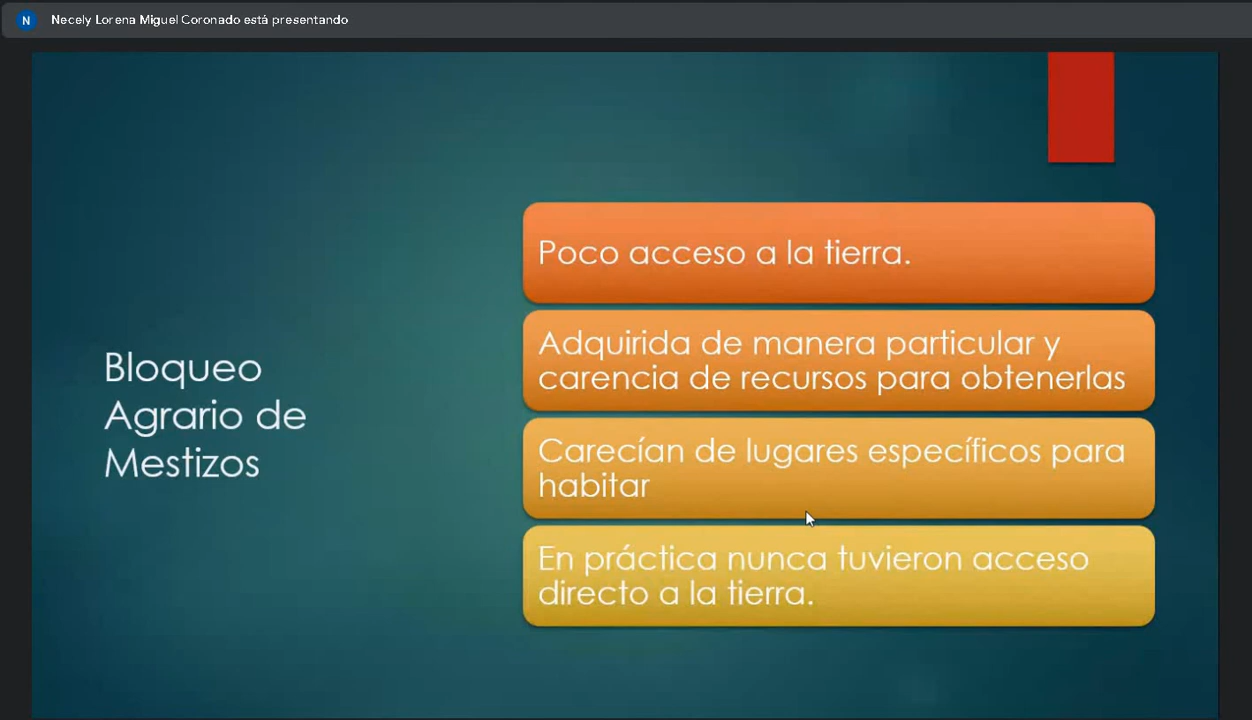 N
Necely Lorena Miguel Coronado está presentando
Bloqueo
Agrario de
Mestizos
Poco acceso a la tierra.
Adquirida de manera particular y
carencia de recursos para obtenerlas
Carecían de lugares específicos para
habitar
En práctica nunca tuvieron acceso
directo a la tierra.